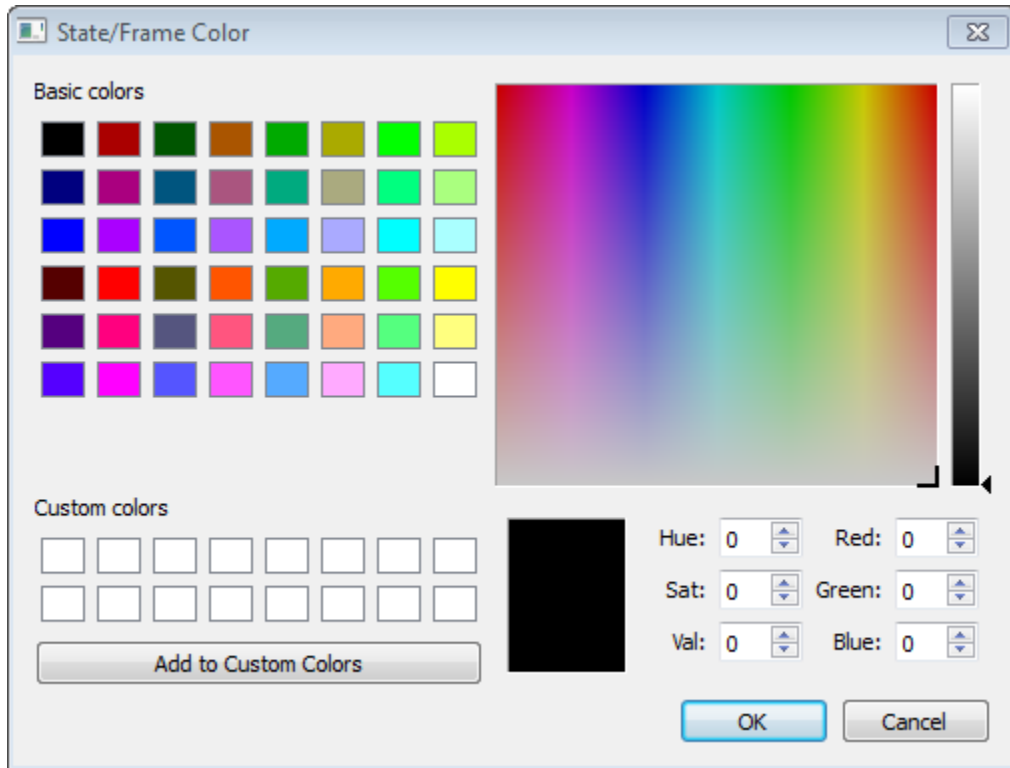 State/Frame Color
Basic colors
Custom colors
Add to Custom Colors
Hue: 0 Red: 0
Sat: 0 Green: 0
Val: 0 Blue: 0
OK Cancel